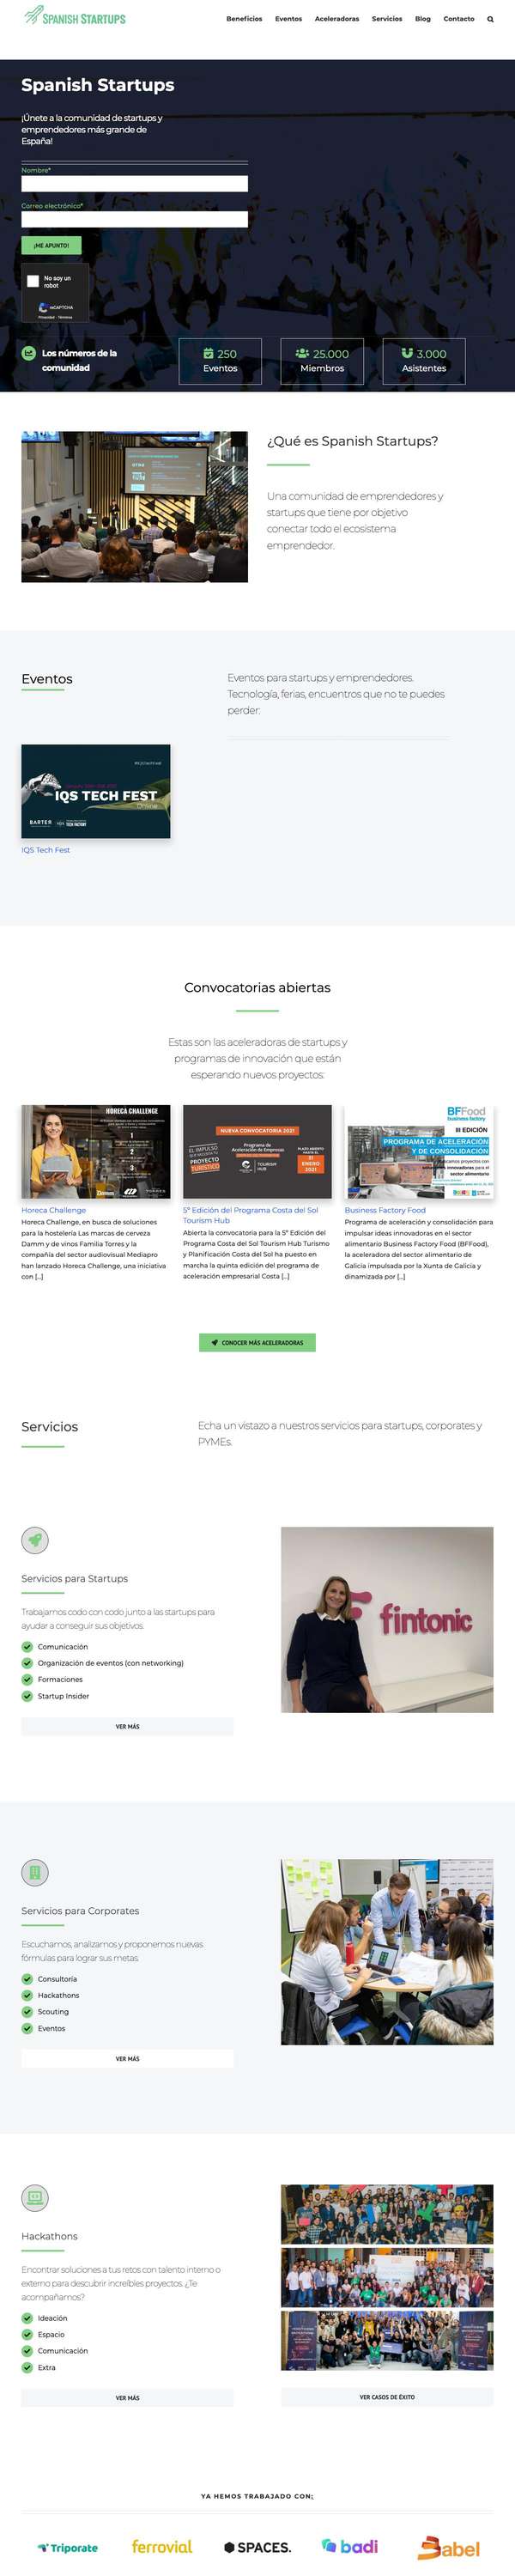 SPANISH STARTUPS
Beneficios Eventos Aceleradoras Servicios Blog Contacto
Spanish Startups
¡Únete a la comunidad de startups y
emprendedores más grande de
España!
Nombre*
Correo electrónico*
¡ME APUNTO!
No soy un
robot
reCAPTCHA
Privacidad - Términos
Los números de la
comunidad
250
Eventos
25.000
Miembros
3.000
Asistentes
¿Qué es Spanish Startups?
Una comunidad de emprendedores y
startups que tiene por objetivo
conectar todo el ecosistema
emprendedor.
Eventos
Eventos para startups y emprendedores.
Tecnología, ferias, encuentros que no te puedes
perder.
#IQStechfest
IQS TECH FEST
Online
BARTER
IQS
TECH FACTORY
IQS Tech Fest
Convocatorias abiertas
Estas son las aceleradoras de startups y
programas de innovación que están
esperando nuevos proyectos:
HORECA CHALLENGE
1
2
3
Damm
TORRES
NUEVA CONVOCATORIA 2021
EL IMPULSO
QUE NECESITA TU
PROYECTO
TURÍSTICO
Programa de
Aceleración de Empresas
TOURISM
HUB
PLAZO ABIERTO
HASTA EL
31
ENERO
2021
BFFood
business factory
III EDICIÓN
PROGRAMA DE ACELERACIÓN
Y DE CONSOLIDACIÓN
Buscamos proyectos con
soluciones innovadoras para el
sector alimentario
Horeca Challenge
Horeca Challenge, en busca de soluciones
para la hostelería Las marcas de cerveza
Damm y de vinos Familia Torres y la
compañía del sector audiovisual Mediapro
han lanzado Horeca Challenge, una iniciativa
con [...]
5ª Edición del Programa Costa del Sol
Tourism Hub
Abierta la convocatoria para la 5ª Edición del
Programa Costa del Sol Tourism Hub Turismo
y Planificación Costa del Sol ha puesto en
marcha la quinta edición del programa de
aceleración empresarial Costa [...]
Business Factory Food
Programa de aceleración y consolidación para
impulsar ideas innovadoras en el sector
alimentario Business Factory Food (BFFood),
la aceleradora del sector alimentario de
Galicia impulsada por la Xunta de Galicia y
dinamizada por [...]
CONOCER MÁS ACELERADORAS
Servicios
Echa un vistazo a nuestros servicios para startups, corporates y
PYMEs.
Servicios para Startups
Trabajamos codo con codo junto a las startups para
ayudar a conseguir sus objetivos.
Comunicación
Organización de eventos (con networking)
Formaciones
Startup Insider
VER MÁS
fintonic
Servicios para Corporates
Escuchamos, analizamos y proponemos nuevas
fórmulas para lograr sus metas.
Consultoría
Hackathons
Scouting
Eventos
VER MÁS
Hackathons
Encontrar soluciones a tus retos con talento interno o
externo para descubrir increíbles proyectos. ¿Te
acompañamos?
Ideación
Espacio
Comunicación
Extra
VER MÁS
VER CASOS DE ÉXITO
YA HEMOS TRABAJADO CON:
Triporate
ferrovial
SPACES.
badi
Babel